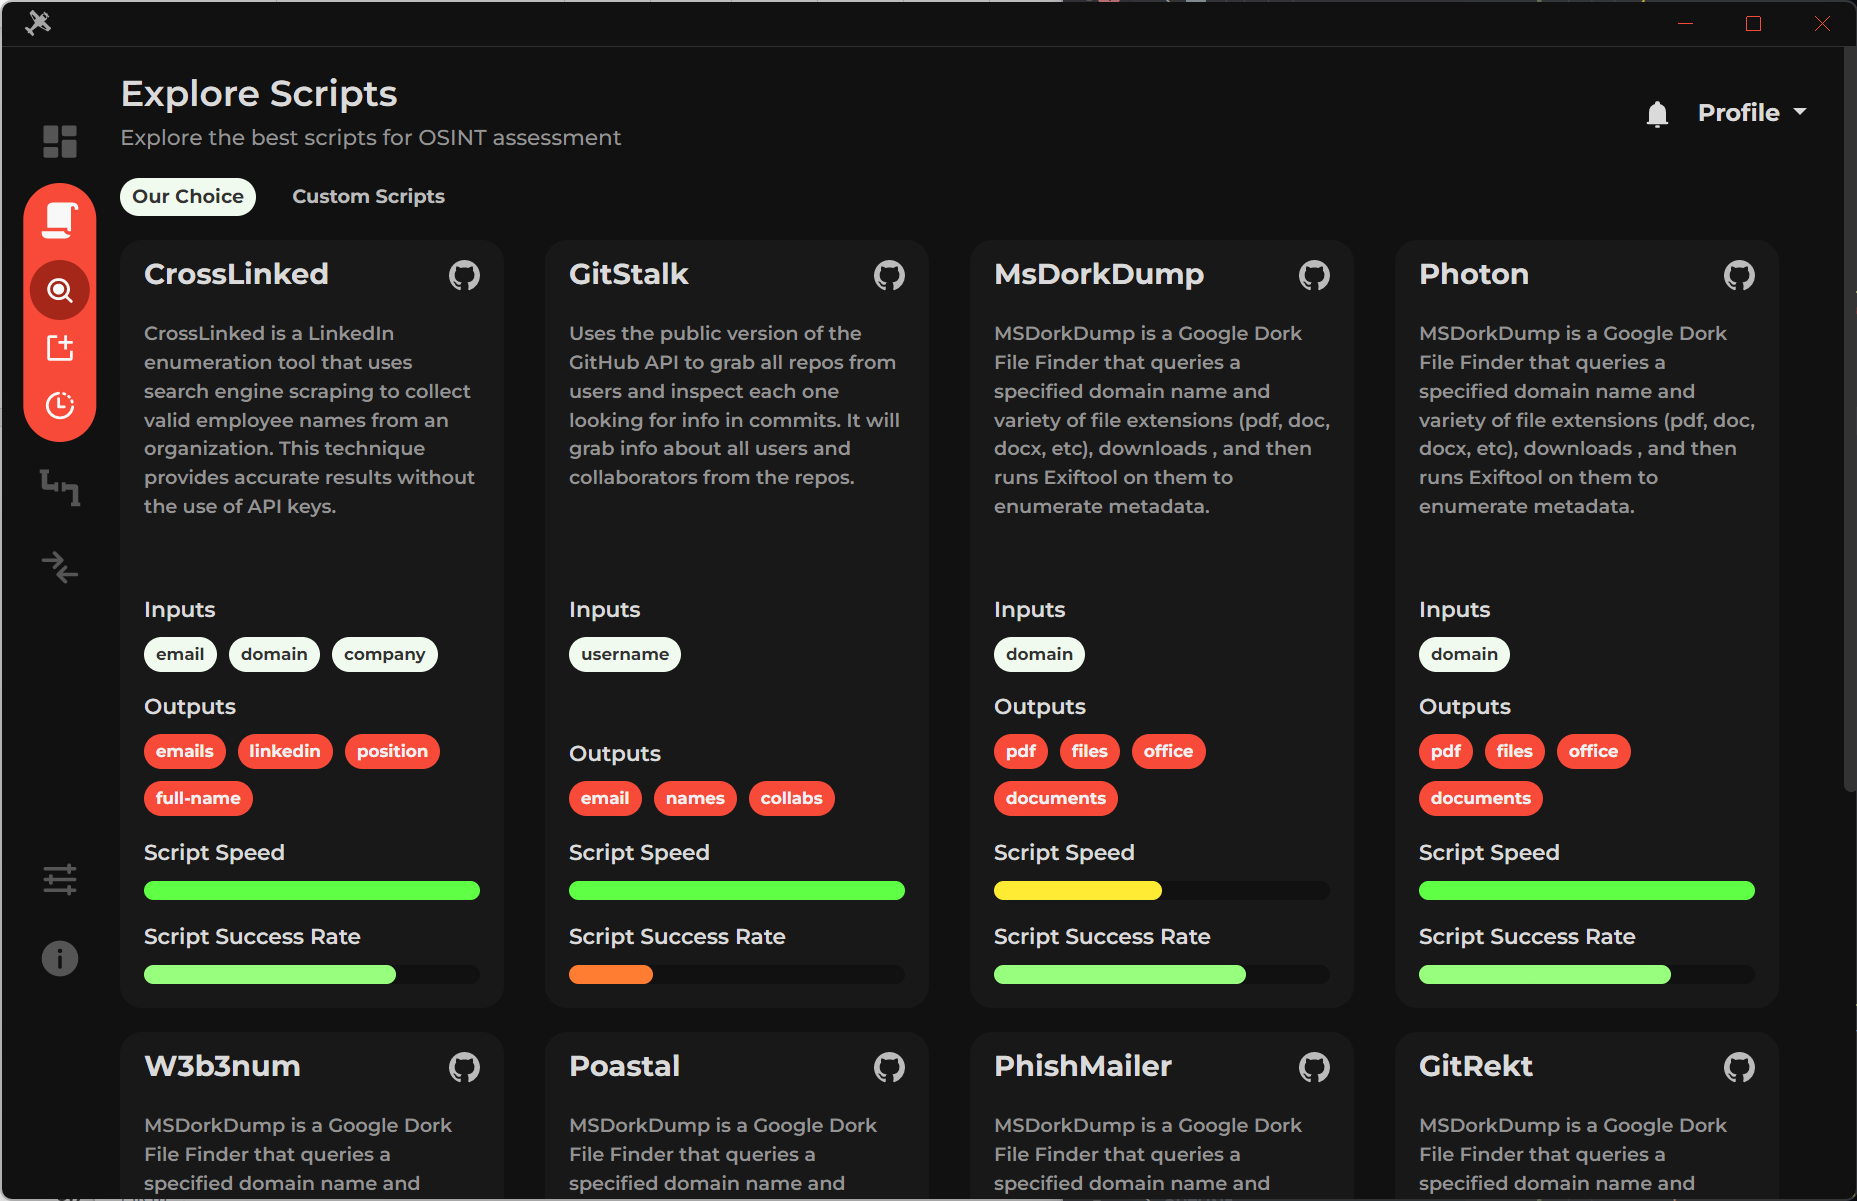 Explore Scripts
Explore the best scripts for OSINT assessment
Profile
Our Choice
Custom Scripts
CrossLinked
CrossLinked is a LinkedIn
enumeration tool that uses
search engine scraping to collect
valid employee names from an
organization. This technique
provides accurate results without
the use of API keys.
Inputs
email domain company
Outputs
emails linkedin position
full-name
Script Speed
Script Success Rate
GitStalk
Uses the public version of the
GitHub API to grab all repos from
users and inspect each one
looking for info in commits. It will
grab info about all users and
collaborators from the repos.
Inputs
username
Outputs
email names collabs
Script Speed
Script Success Rate
MsDorkDump
MSDorkDump is a Google Dork
File Finder that queries a
specified domain name and
variety of file extensions (pdf, doc,
docx, etc), downloads , and then
runs Exiftool on them to
enumerate metadata.
Inputs
domain
Outputs
pdf files office
documents
Script Speed
Script Success Rate
Photon
MSDorkDump is a Google Dork
File Finder that queries a
specified domain name and
variety of file extensions (pdf, doc,
docx, etc), downloads , and then
runs Exiftool on them to
enumerate metadata.
Inputs
domain
Outputs
pdf files office
documents
Script Speed
Script Success Rate
W3b3num
MSDorkDump is a Google Dork
File Finder that queries a
specified domain name and
Poastal
MSDorkDump is a Google Dork
File Finder that queries a
specified domain name and
PhishMailer
MSDorkDump is a Google Dork
File Finder that queries a
specified domain name and
GitRekt
MSDorkDump is a Google Dork
File Finder that queries a
specified domain name and